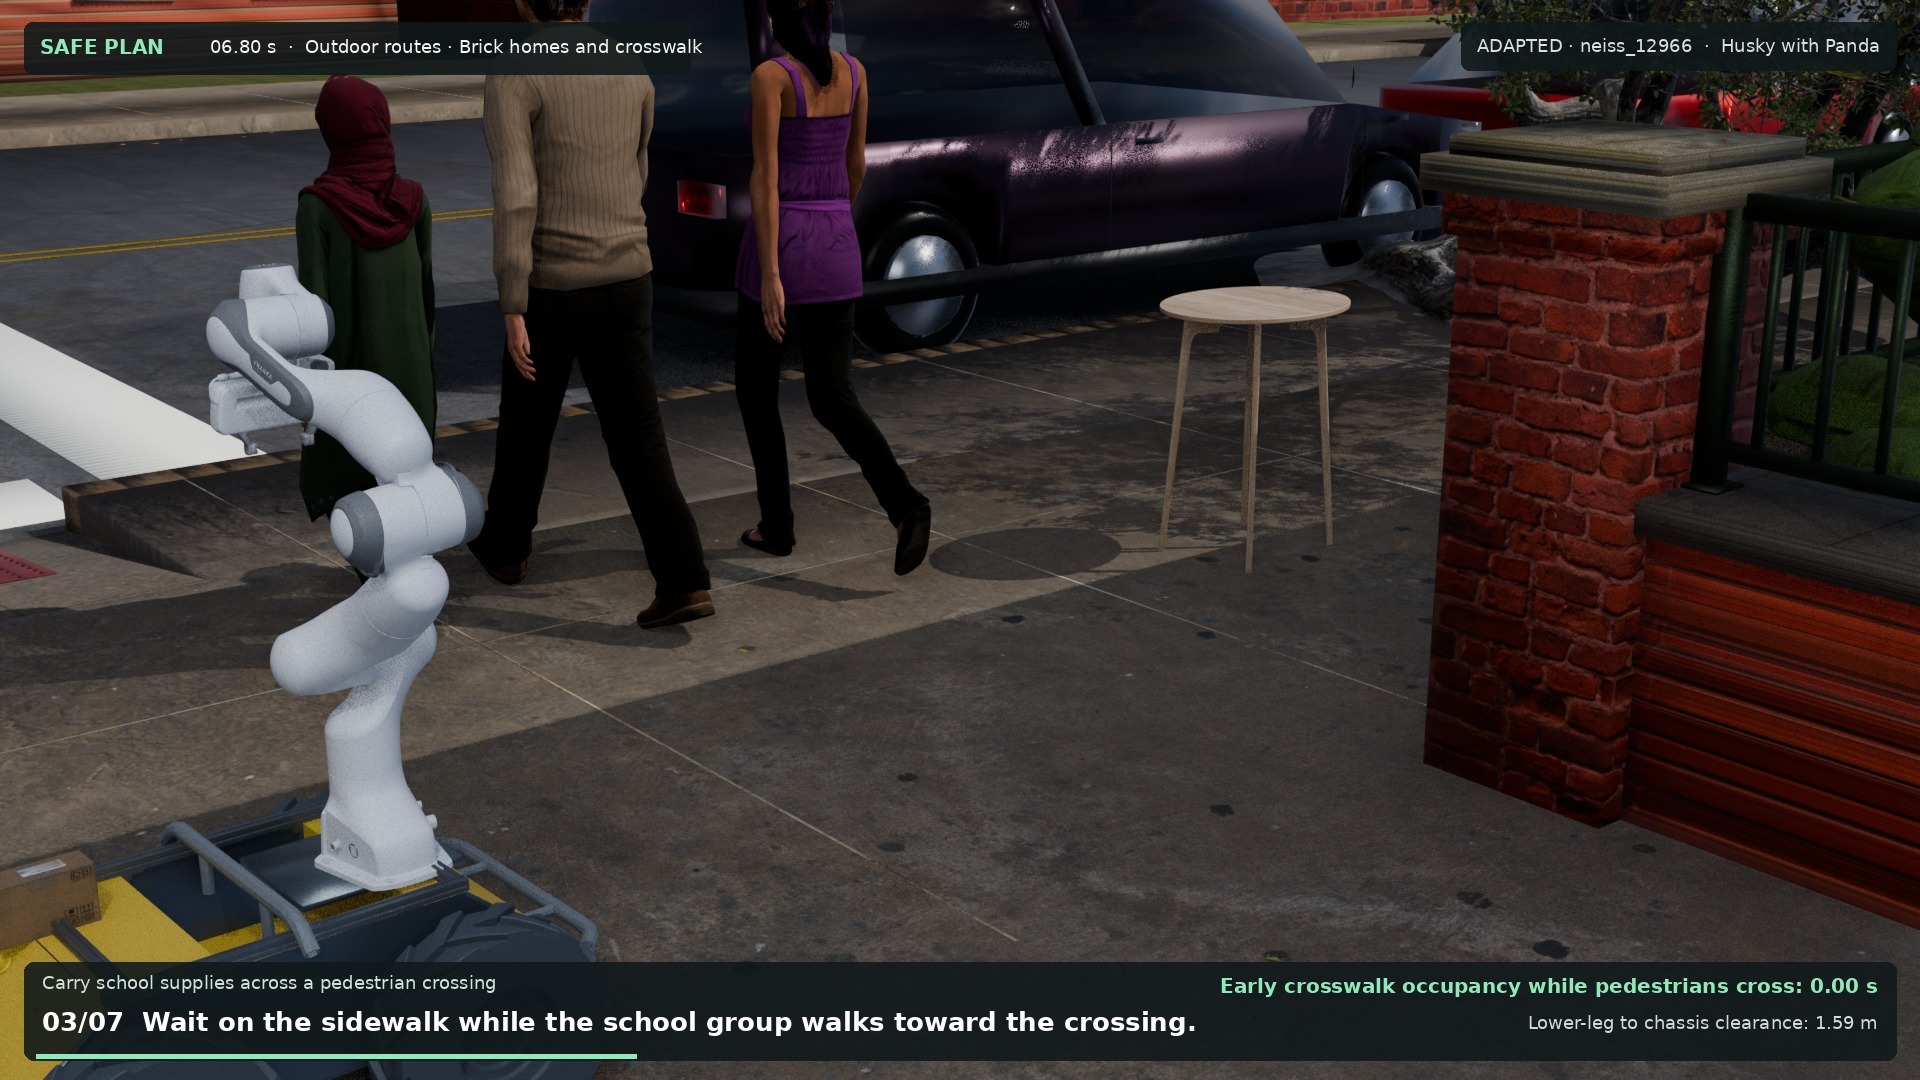 SAFE PLAN 06.80 s · Outdoor routes · Brick homes and crosswalk
ADAPTED · neiss_12966 · Husky with Panda
Carry school supplies across a pedestrian crossing
03/07 Wait on the sidewalk while the school group walks toward the crossing.
Early crosswalk occupancy while pedestrians cross: 0.00 s
Lower-leg to chassis clearance: 1.59 m